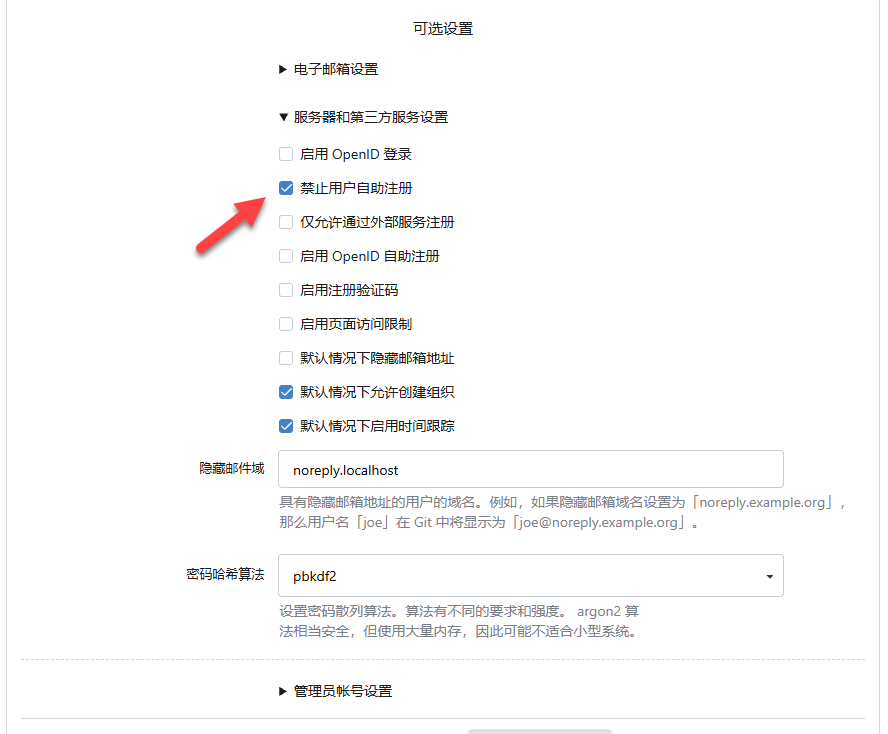 可选设置
电子邮箱设置
服务器和第三方服务设置
启用 OpenID 登录
禁止用户自助注册
仅允许通过外部服务注册
启用 OpenID 自助注册
启用注册验证码
启用页面访问限制
默认情况下隐藏邮箱地址
默认情况下允许创建组织
默认情况下启用时间跟踪
隐藏邮件域 noreply.localhost
具有隐藏邮箱地址的用户的域名。例如，如果隐藏邮箱域名设置为「noreply.example.org」，
那么用户名「joe」在 Git 中将显示为「joe@noreply.example.org」。
密码哈希算法 pbkdf2
设置密码散列算法。算法有不同的要求和强度。 argon2 算
法相当安全，但使用大量内存，因此可能不适合小型系统。
管理员帐号设置